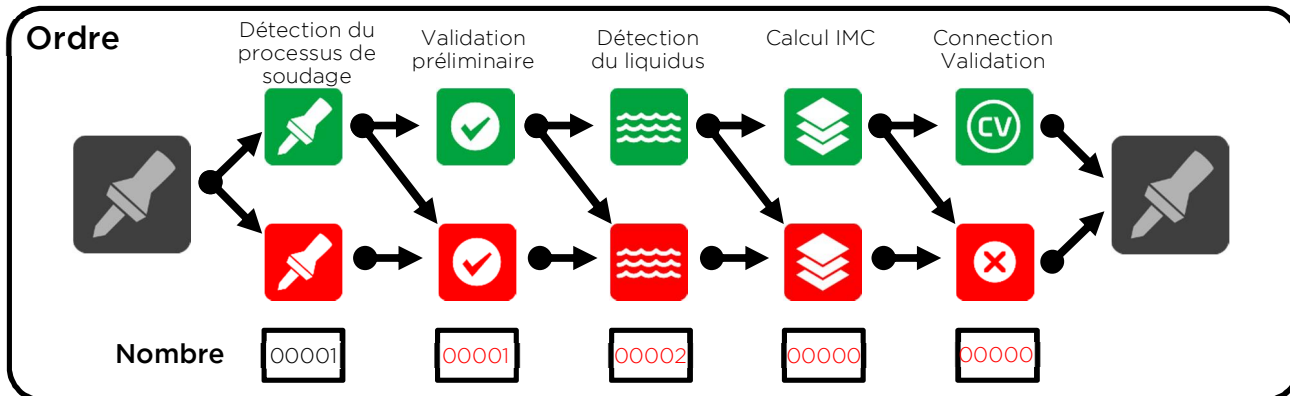 Ordre
Détection du
processus de
soudage
Validation
préliminaire
Détection
du liquidus
Calcul IMC
Connection
Validation
CV
Nombre
00001
00001
00002
00000
00000